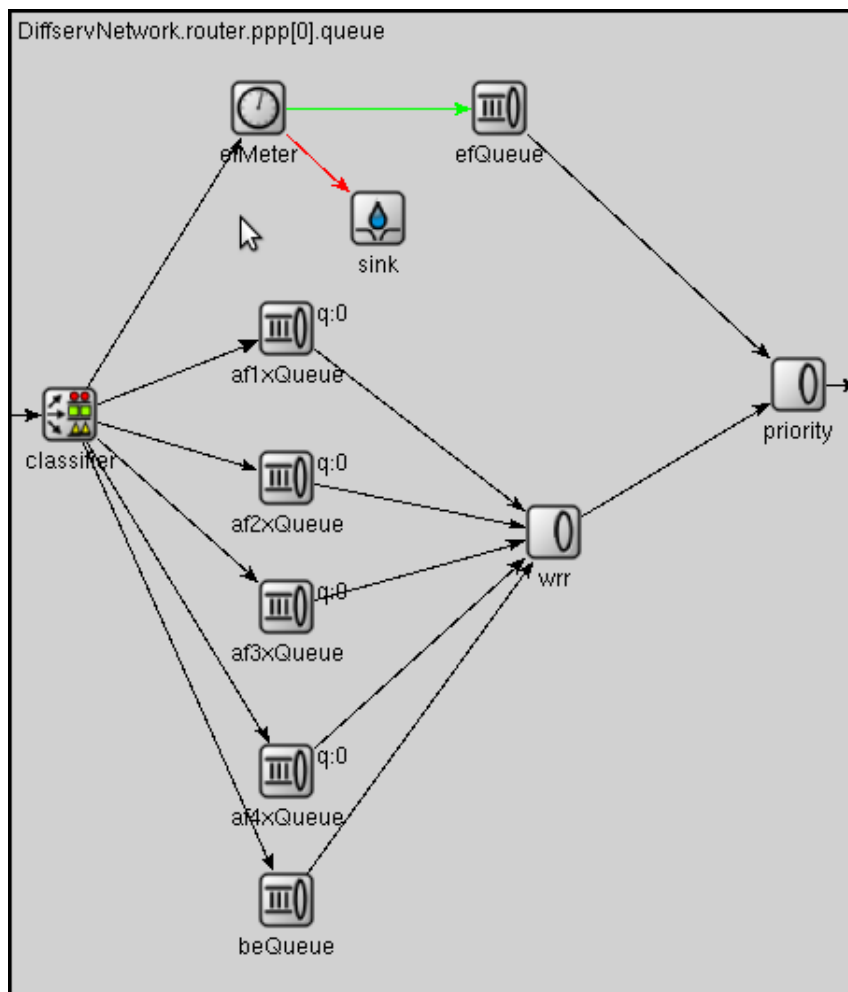 DiffservNetwork.router.ppp[0].queue
efMeter
efQueue
sink
q:0
af1xQueue
classifier
priority
q:0
af2xQueue
wrr
q:0
af3xQueue
q:0
af4xQueue
beQueue